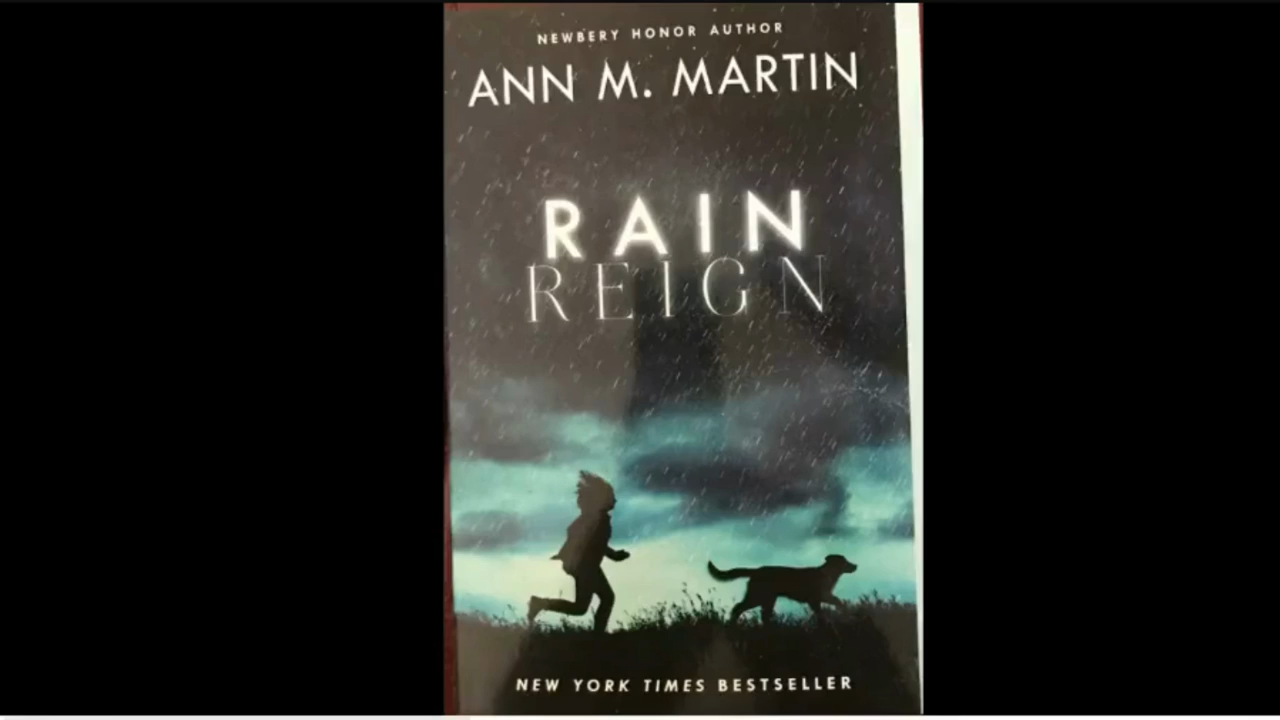 NEWBERY HONOR AUTHOR
ANN M. MARTIN
RAIN
REIGN
NEW YORK TIMES BESTSELLER